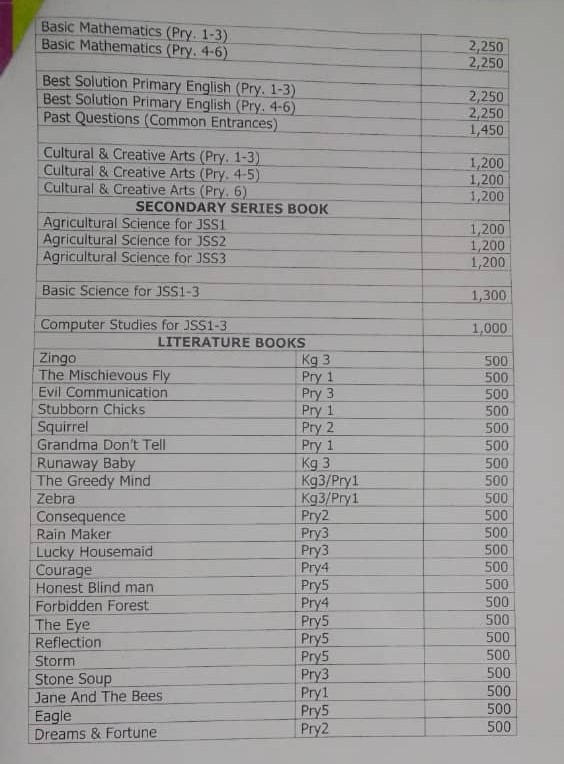 Basic Mathematics (Pry. 1-3) 2,250
Basic Mathematics (Pry. 4-6) 2,250
Best Solution Primary English (Pry. 1-3) 2,250
Best Solution Primary English (Pry. 4-6) 2,250
Past Questions (Common Entrances) 1,450
Cultural & Creative Arts (Pry. 1-3) 1,200
Cultural & Creative Arts (Pry. 4-5) 1,200
Cultural & Creative Arts (Pry. 6) 1,200
SECONDARY SERIES BOOK
Agricultural Science for JSS1 1,200
Agricultural Science for JSS2 1,200
Agricultural Science for JSS3 1,200
Basic Science for JSS1-3 1,300
Computer Studies for JSS1-3 1,000
LITERATURE BOOKS
Zingo Kg 3 500
The Mischievous Fly Pry 1 500
Evil Communication Pry 3 500
Stubborn Chicks Pry 1 500
Squirrel Pry 2 500
Grandma Don't Tell Pry 1 500
Runaway Baby Kg 3 500
The Greedy Mind Kg3/Pry1 500
Zebra Kg3/Pry1 500
Consequence Pry2 500
Rain Maker Pry3 500
Lucky Housemaid Pry3 500
Courage Pry4 500
Honest Blind man Pry5 500
Forbidden Forest Pry4 500
The Eye Pry5 500
Reflection Pry5 500
Storm Pry5 500
Stone Soup Pry3 500
Jane And The Bees Pry1 500
Eagle Pry5 500
Dreams & Fortune Pry2 500